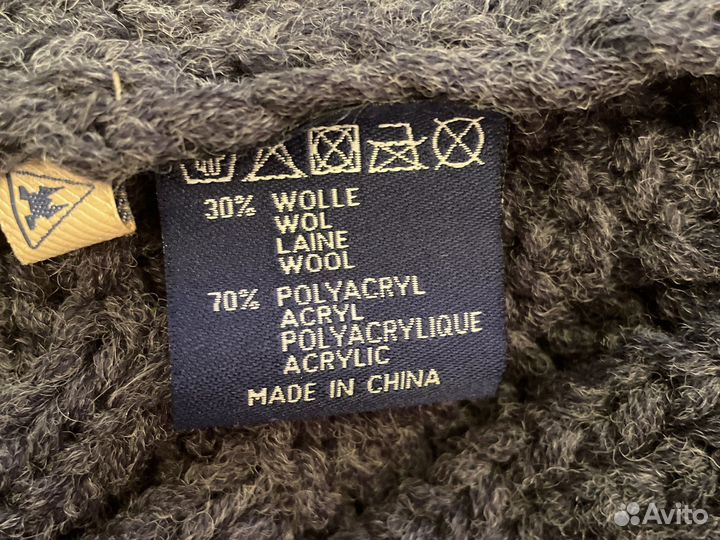 30% WOLLE
WOL
LAINE
WOOL
70% POLYACRYL
ACRYL
POLYACRYLIQUE
ACRYLIC
MADE IN CHINA
Avito